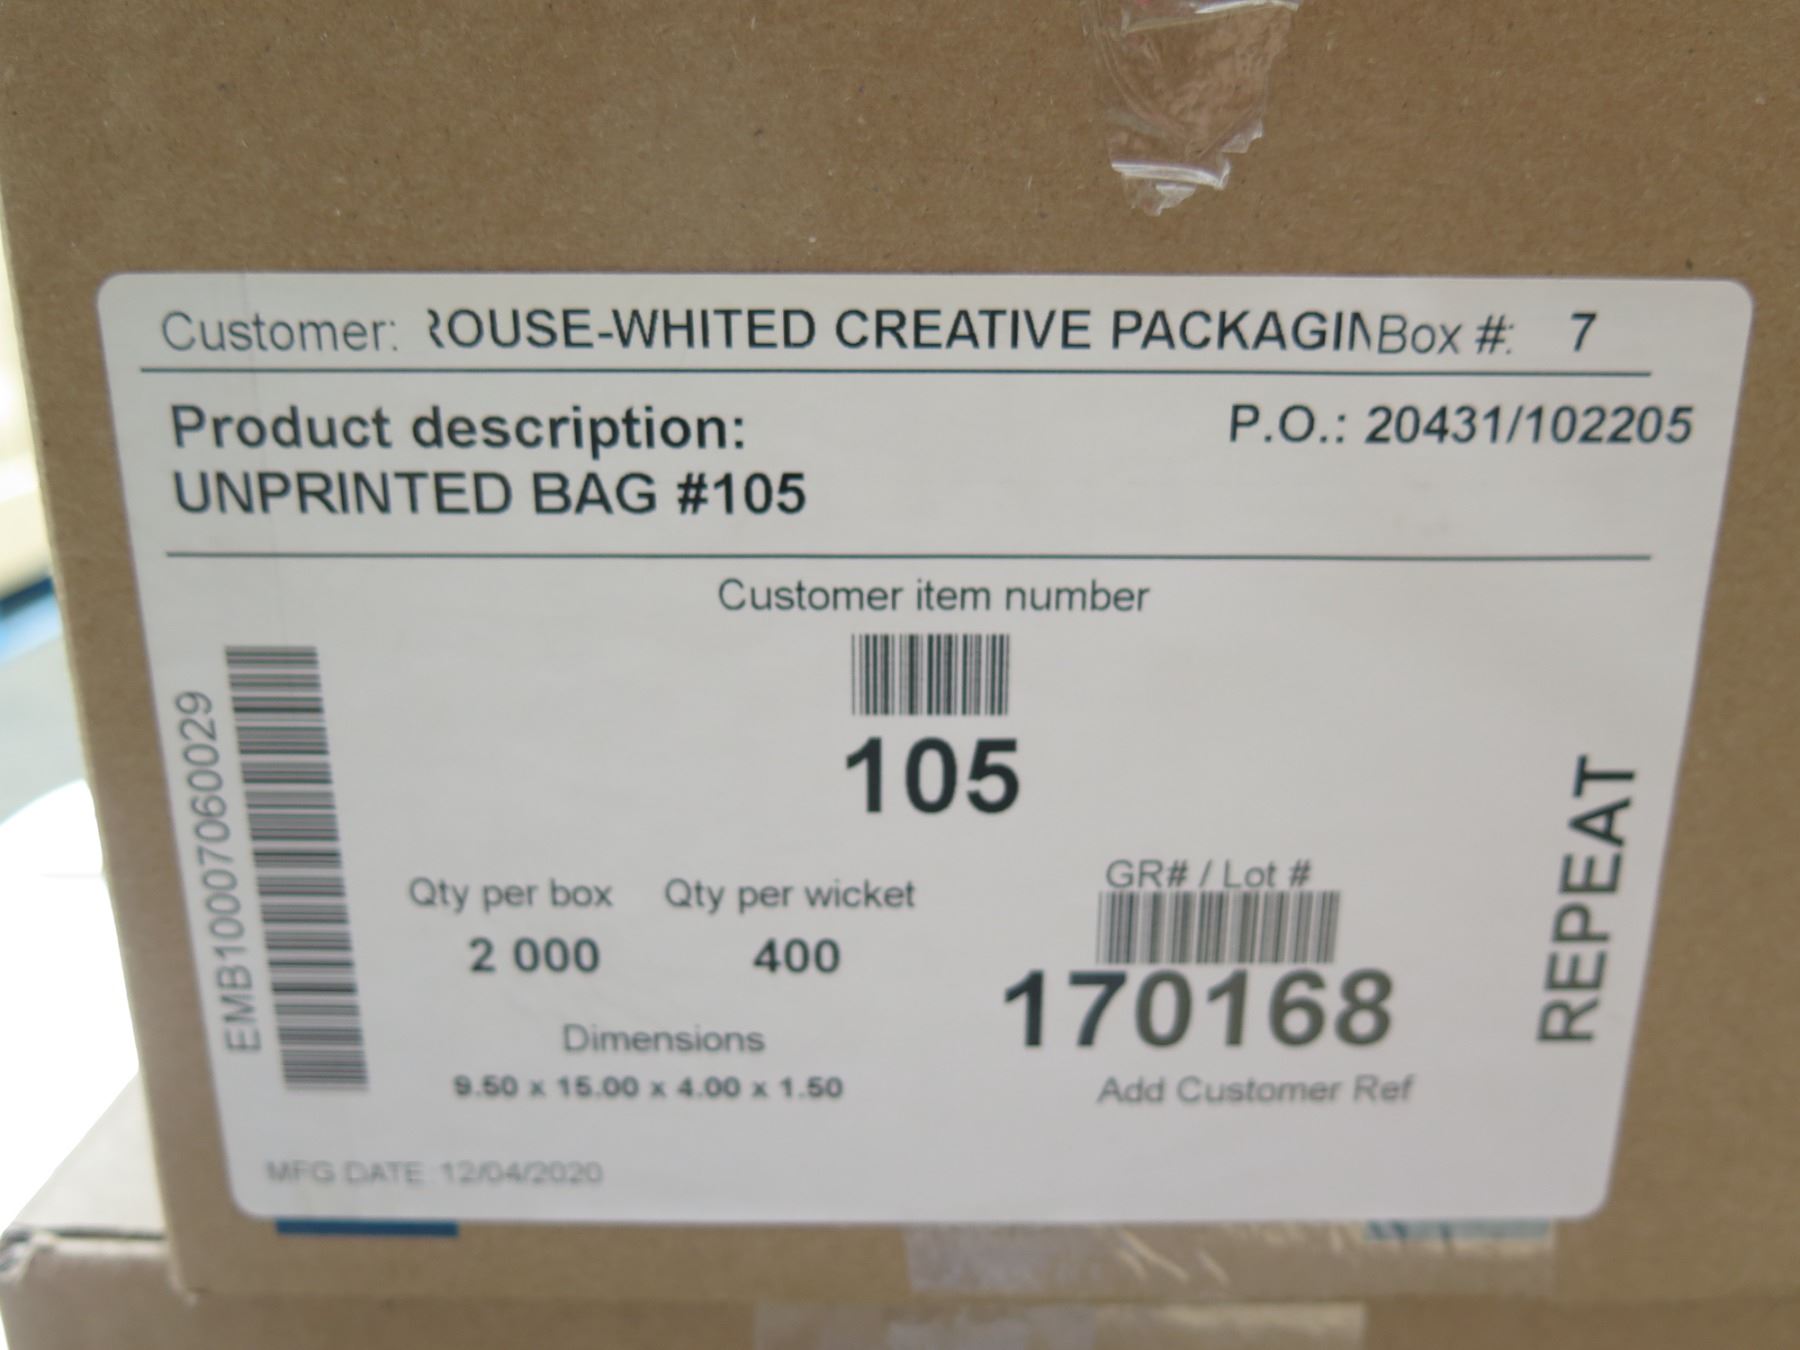 Customer: ROUSE-WHITED CREATIVE PACKAGIN Box #: 7
Product description: P.O.: 20431/102205
UNPRINTED BAG #105
Customer item number
105
EMB10007060029
Qty per box Qty per wicket
2 000 400
GR# / Lot #
170168
Dimensions
9.50 x 15.00 x 4.00 x 1.50
Add Customer Ref
REPEAT
MFG DATE: 12/04/2020